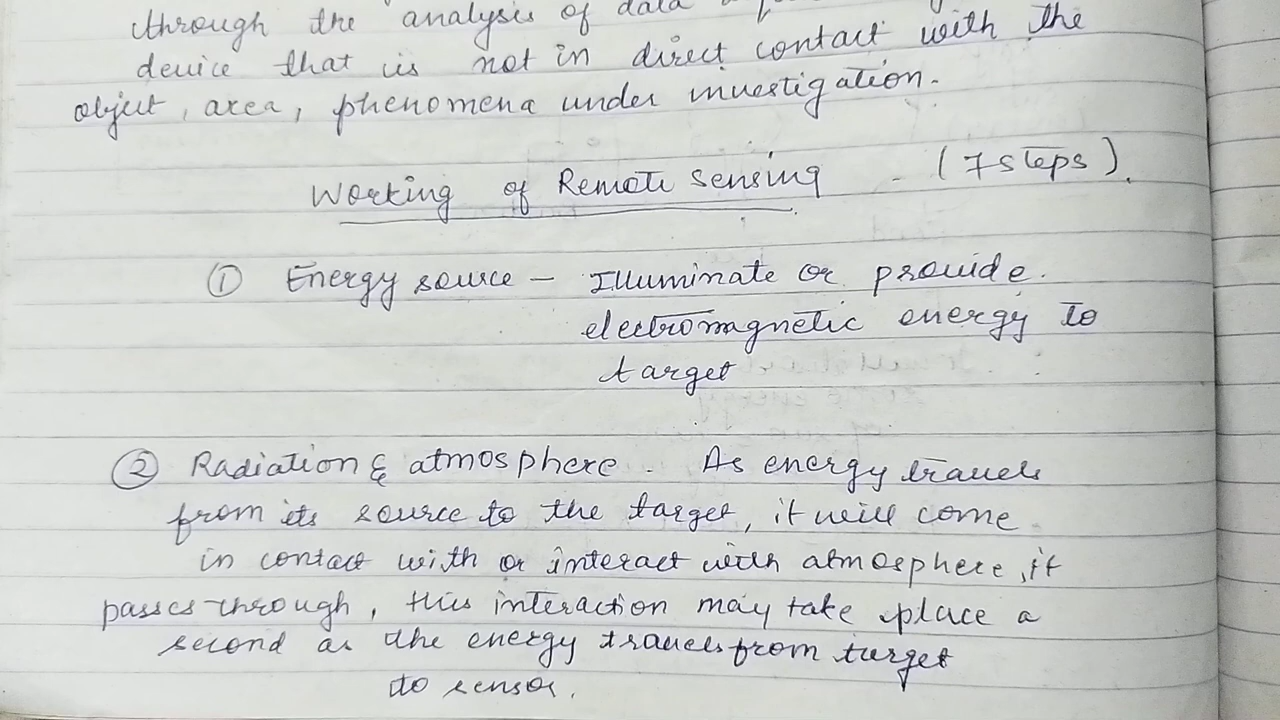 through the analysis of data
device that is not in direct contact with the
object, area, phenomena under investigation.
Working of Remote Sensing - (7 steps).
① Energy source - Illuminate or provide.
electromagnetic energy to
target
② Radiation & atmosphere. As energy travels
from its source to the target, it will come
in contact with or interact with atmosphere, it
passes through, this interaction may take place a
second as the energy travels from target
to sensor.